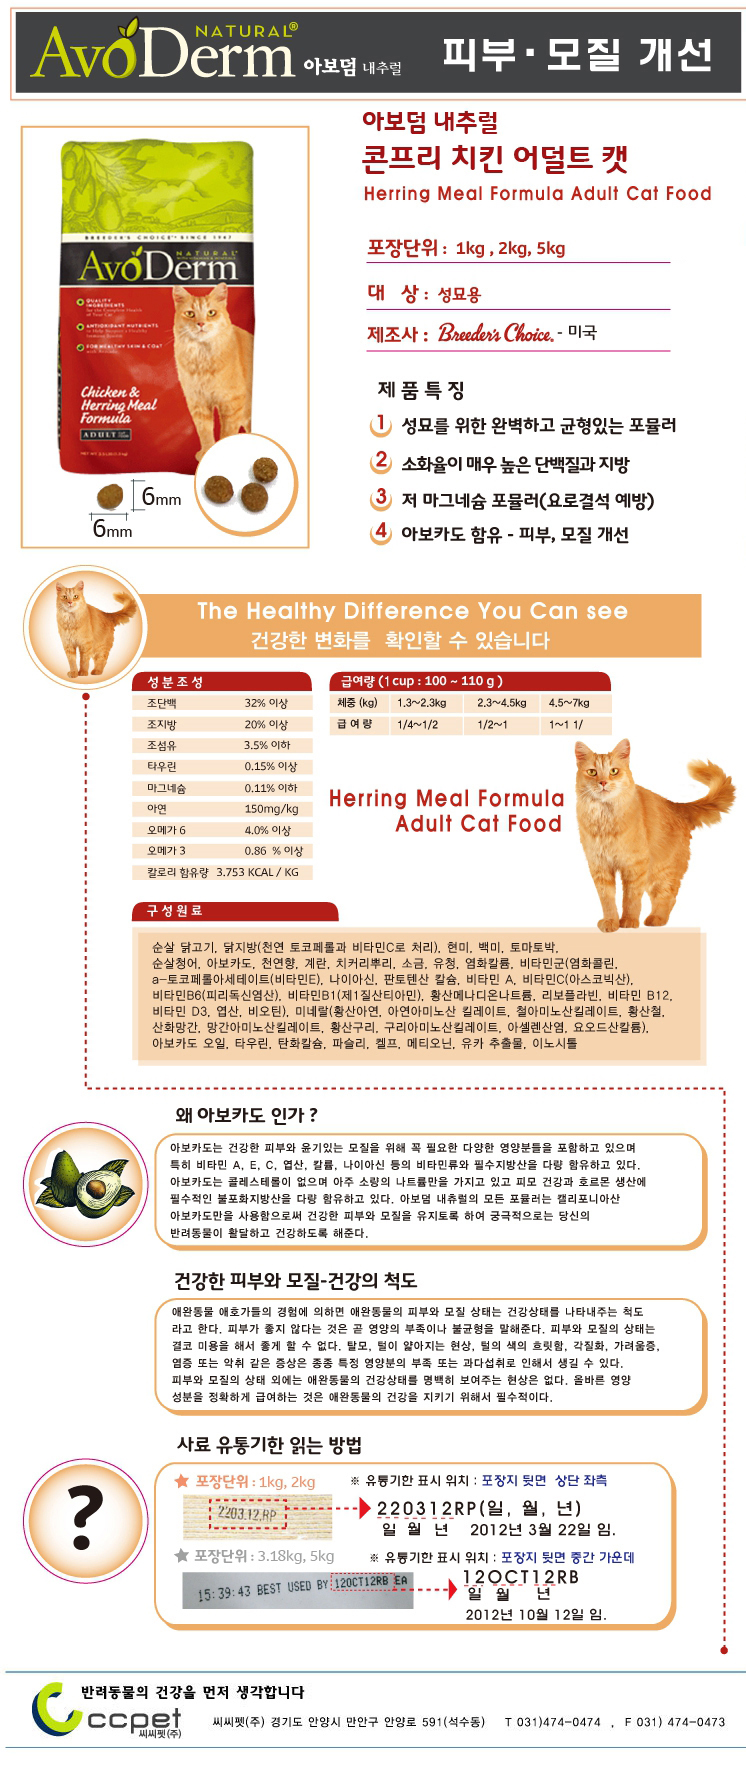 NATURAL®
AvoDerm 아보덤 내추럴 피부·모질 개선
아보덤 내추럴
콘프리 치킨 어덜트 캣
Herring Meal Formula Adult Cat Food
포장단위 : 1kg , 2kg, 5kg
대 상 : 성묘용
제조사 : Breeder's Choice. - 미국
제 품 특 징
1 성묘를 위한 완벽하고 균형있는 포뮬러
2 소화율이 매우 높은 단백질과 지방
3 저 마그네슘 포뮬러(요로결석 예방)
4 아보카도 함유 - 피부, 모질 개선
BREEDER'S CHOICE SINCE 1947
NATURAL
AvoDerm
QUALITY
INGREDIENTS
ANTIOXIDANT NUTRIENTS
FOR HEALTHY SKIN & COAT
Chicken &
Herring Meal
Formula
ADULT
6mm
6mm
The Healthy Difference You Can see
건강한 변화를 확인할 수 있습니다
성 분 조 성
조단백 32% 이상
조지방 20% 이상
조섬유 3.5% 이하
타우린 0.15% 이상
마그네슘 0.11% 이하
아연 150mg/kg
오메가 6 4.0% 이상
오메가 3 0.86 % 이상
칼로리 함유량 3.753 KCAL / KG
급여량 (1 cup : 100 ~ 110 g )
체중 (kg) 1.3~2.3kg 2.3~4.5kg 4.5~7kg
급 여 량 1/4~1/2 1/2~1 1~1 1/
Herring Meal Formula
Adult Cat Food
구 성 원 료
순살 닭고기, 닭지방(천연 토코페롤과 비타민C로 처리), 현미, 백미, 토마토박,
순살청어, 아보카도, 천연향, 계란, 치커리뿌리, 소금, 유청, 염화칼륨, 비타민군(염화콜린,
a-토코페롤아세테이트(비타민E), 나이아신, 판토텐산 칼슘, 비타민 A, 비타민C(아스코빅산),
비타민B6(피리독신염산), 비타민B1(제1질산티아민), 황산메나디온나트륨, 리보플라빈, 비타민 B12,
비타민 D3, 엽산, 비오틴), 미네랄(황산아연, 아연아미노산 킬레이트, 철아미노산킬레이트, 황산철,
산화망간, 망간아미노산킬레이트, 황산구리, 구리아미노산킬레이트, 아셀렌산염, 요오드산칼륨),
아보카도 오일, 타우린, 탄화칼슘, 파슬리, 켈프, 메티오닌, 유카 추출물, 이노시톨
왜 아보카도 인가 ?
아보카도는 건강한 피부와 윤기있는 모질을 위해 꼭 필요한 다양한 영양분들을 포함하고 있으며
특히 비타민 A, E, C, 엽산, 칼륨, 나이아신 등의 비타민류와 필수지방산을 다량 함유하고 있다.
아보카도는 콜레스테롤이 없으며 아주 소량의 나트륨만을 가지고 있고 피모 건강과 호르몬 생산에
필수적인 불포화지방산을 다량 함유하고 있다. 아보덤 내츄럴의 모든 포뮬러는 캘리포니아산
아보카도만을 사용함으로써 건강한 피부와 모질을 유지토록 하여 궁극적으로는 당신의
반려동물이 활달하고 건강하도록 해준다.
건강한 피부와 모질-건강의 척도
애완동물 애호가들의 경험에 의하면 애완동물의 피부와 모질 상태는 건강상태를 나타내주는 척도
라고 한다. 피부가 좋지 않다는 것은 곧 영양의 부족이나 불균형을 말해준다. 피부와 모질의 상태는
결코 미용을 해서 좋게 할 수 없다. 탈모, 털이 얇아지는 현상, 털의 색의 흐릿함, 각질화, 가려움증,
염증 또는 악취 같은 증상은 종종 특정 영양분의 부족 또는 과다섭취로 인해서 생길 수 있다.
피부와 모질의 상태 외에는 애완동물의 건강상태를 명백히 보여주는 현상은 없다. 올바른 영양
성분을 정확하게 급여하는 것은 애완동물의 건강을 지키기 위해서 필수적이다.
?
사료 유통기한 읽는 방법
★ 포장단위 : 1kg, 2kg ※ 유통기한 표시 위치 : 포장지 뒷면 상단 좌측
2203.12.RP
220312RP(일, 월, 년)
일 월 년 2012년 3월 22일 임.
★ 포장단위 : 3.18kg, 5kg ※ 유통기한 표시 위치 : 포장지 뒷면 중간 가운데
15:39:43 BEST USED BY 12OCT12RB EA
12OCT12RB
일 월 년
2012년 10월 12일 임.
반려동물의 건강을 먼저 생각합니다
ccpet
씨씨펫(주)
씨씨펫(주) 경기도 안양시 만안구 안양로 591(석수동) T 031)474-0474 , F 031) 474-0473